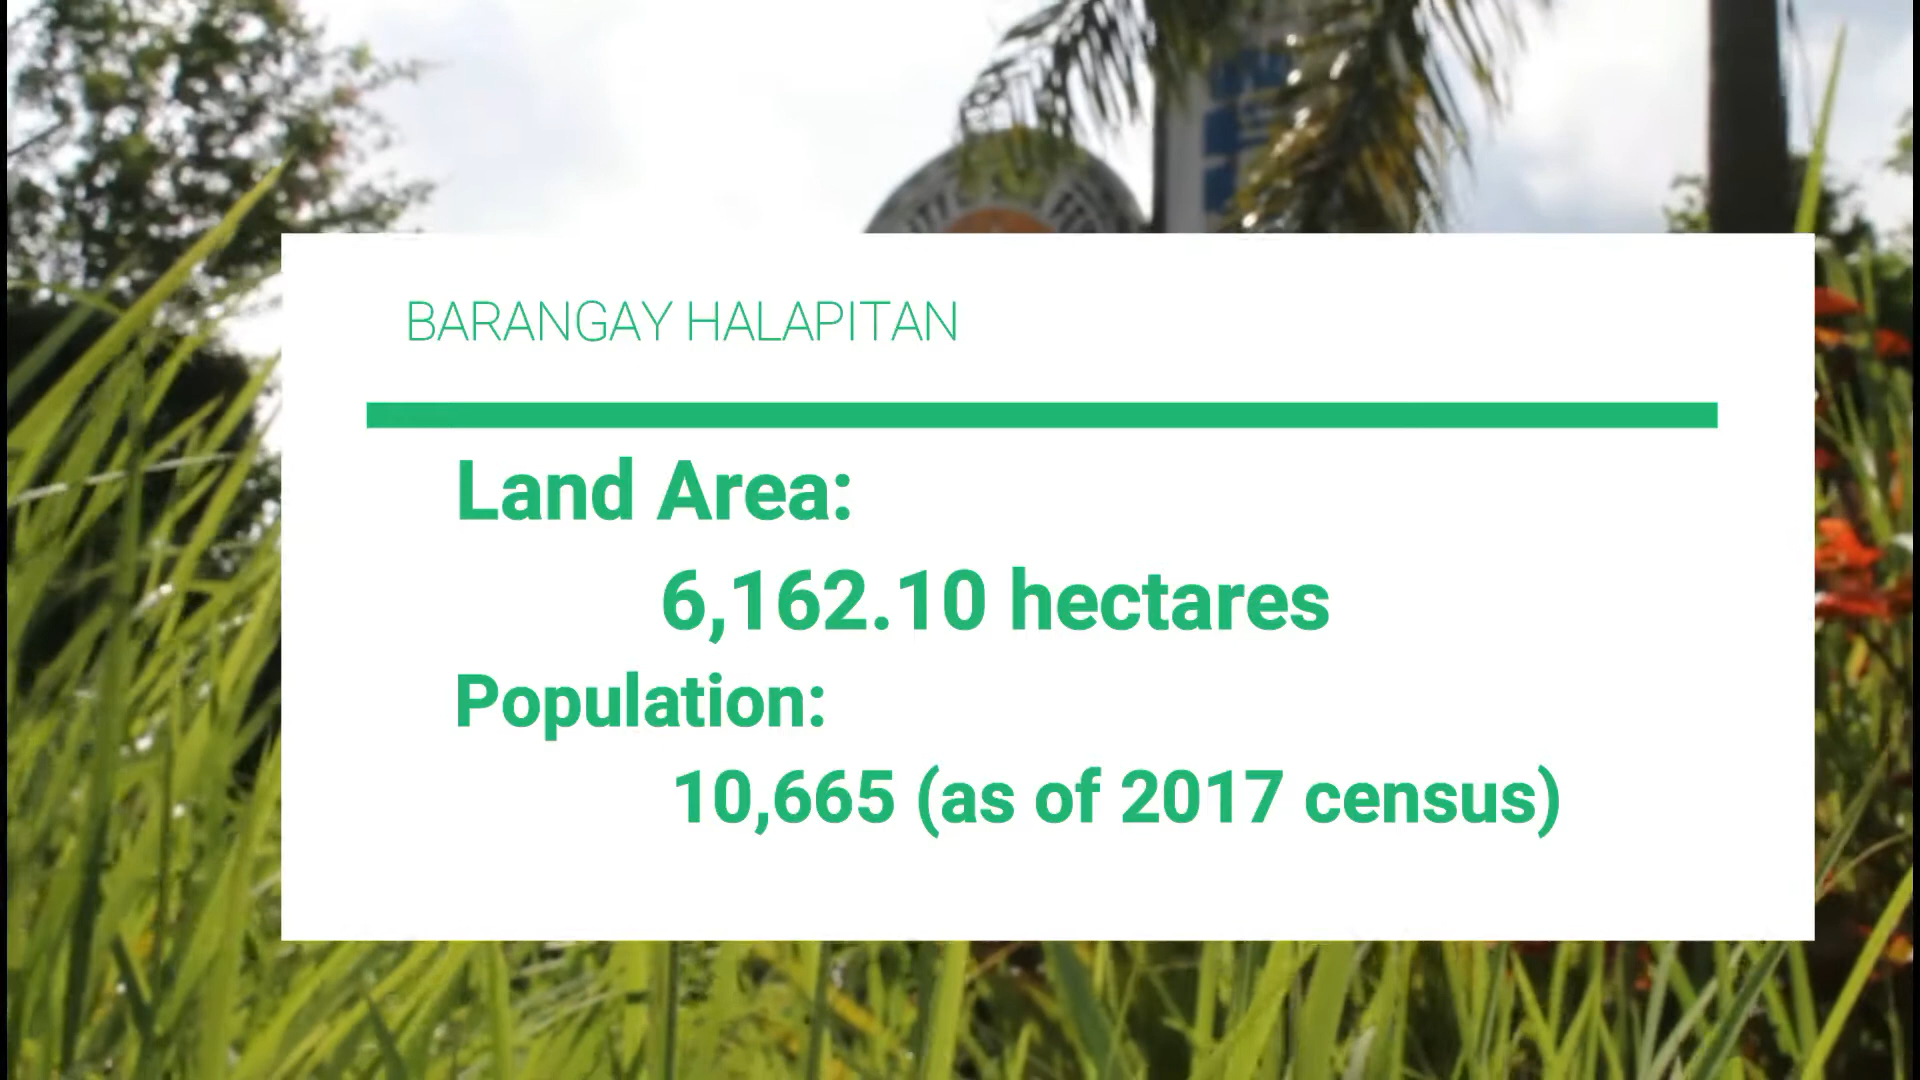 BARANGAY HALAPITAN
Land Area:
6,162.10 hectares
Population:
10,665 (as of 2017 census)